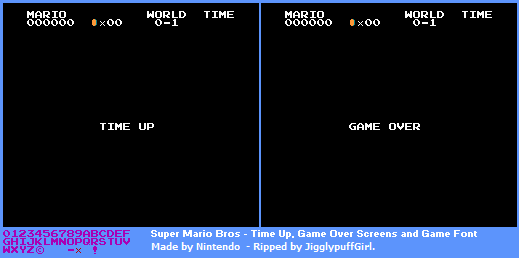 MARIO WORLD TIME
000000 ×00 0-1
TIME UP
MARIO WORLD TIME
000000 ×00 0-1
GAME OVER
0123456789ABCDEF
GHIJKLMNOPQRSTUV
WXYZ© -× !
Super Mario Bros - Time Up, Game Over Screens and Game Font
Made by Nintendo - Ripped by JigglypuffGirl.